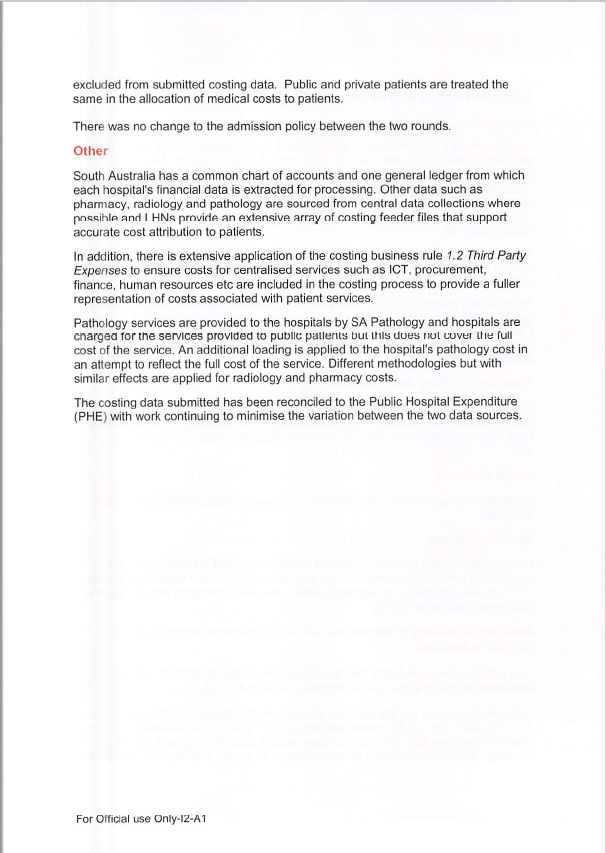 excluded from submitted costing data.  Public and private patients are treated the
same in the allocation of medical costs to patients.
There was no change to the admission policy between the two rounds.
Other
South Australia has a common chart of accounts and one general ledger from which
each hospital's financial data is extracted for processing. Other data such as
pharmacy, radiology and pathology are sourced from central data collections where
possible and LHNs provide an extensive array of costing feeder files that support
accurate cost attribution to patients.
In addition, there is extensive application of the costing business rule 1.2 Third Party
Expenses to ensure costs for centralised services such as ICT, procurement,
finance, human resources etc are included in the costing process to provide a fuller
representation of costs associated with patient services.
Pathology services are provided to the hospitals by SA Pathology and hospitals are
charged for the services provided to public patients but this does not cover the full
cost of the service. An additional loading is applied to the hospital's pathology cost in
an attempt to reflect the full cost of the service. Different methodologies but with
similar effects are applied for radiology and pharmacy costs.
The costing data submitted has been reconciled to the Public Hospital Expenditure
(PHE) with work continuing to minimise the variation between the two data sources.
For Official use Only-I2-A1